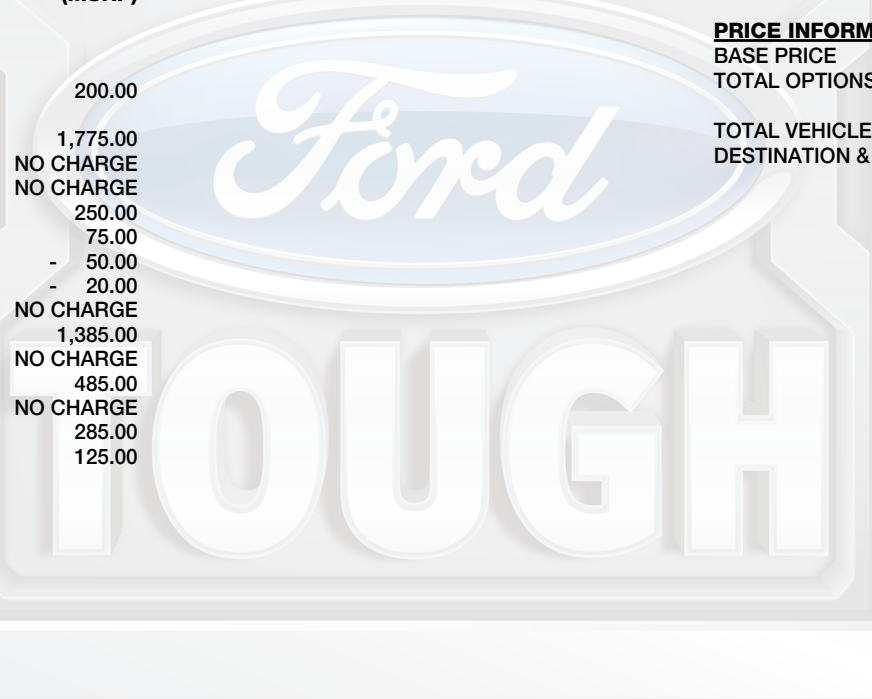 200.00
1,775.00
NO CHARGE
NO CHARGE
250.00
75.00
- 50.00
- 20.00
NO CHARGE
1,385.00
NO CHARGE
485.00
NO CHARGE
285.00
125.00
PRICE INFORM
BASE PRICE
TOTAL OPTIONS
TOTAL VEHICLE
DESTINATION &
Ford
TOUGH